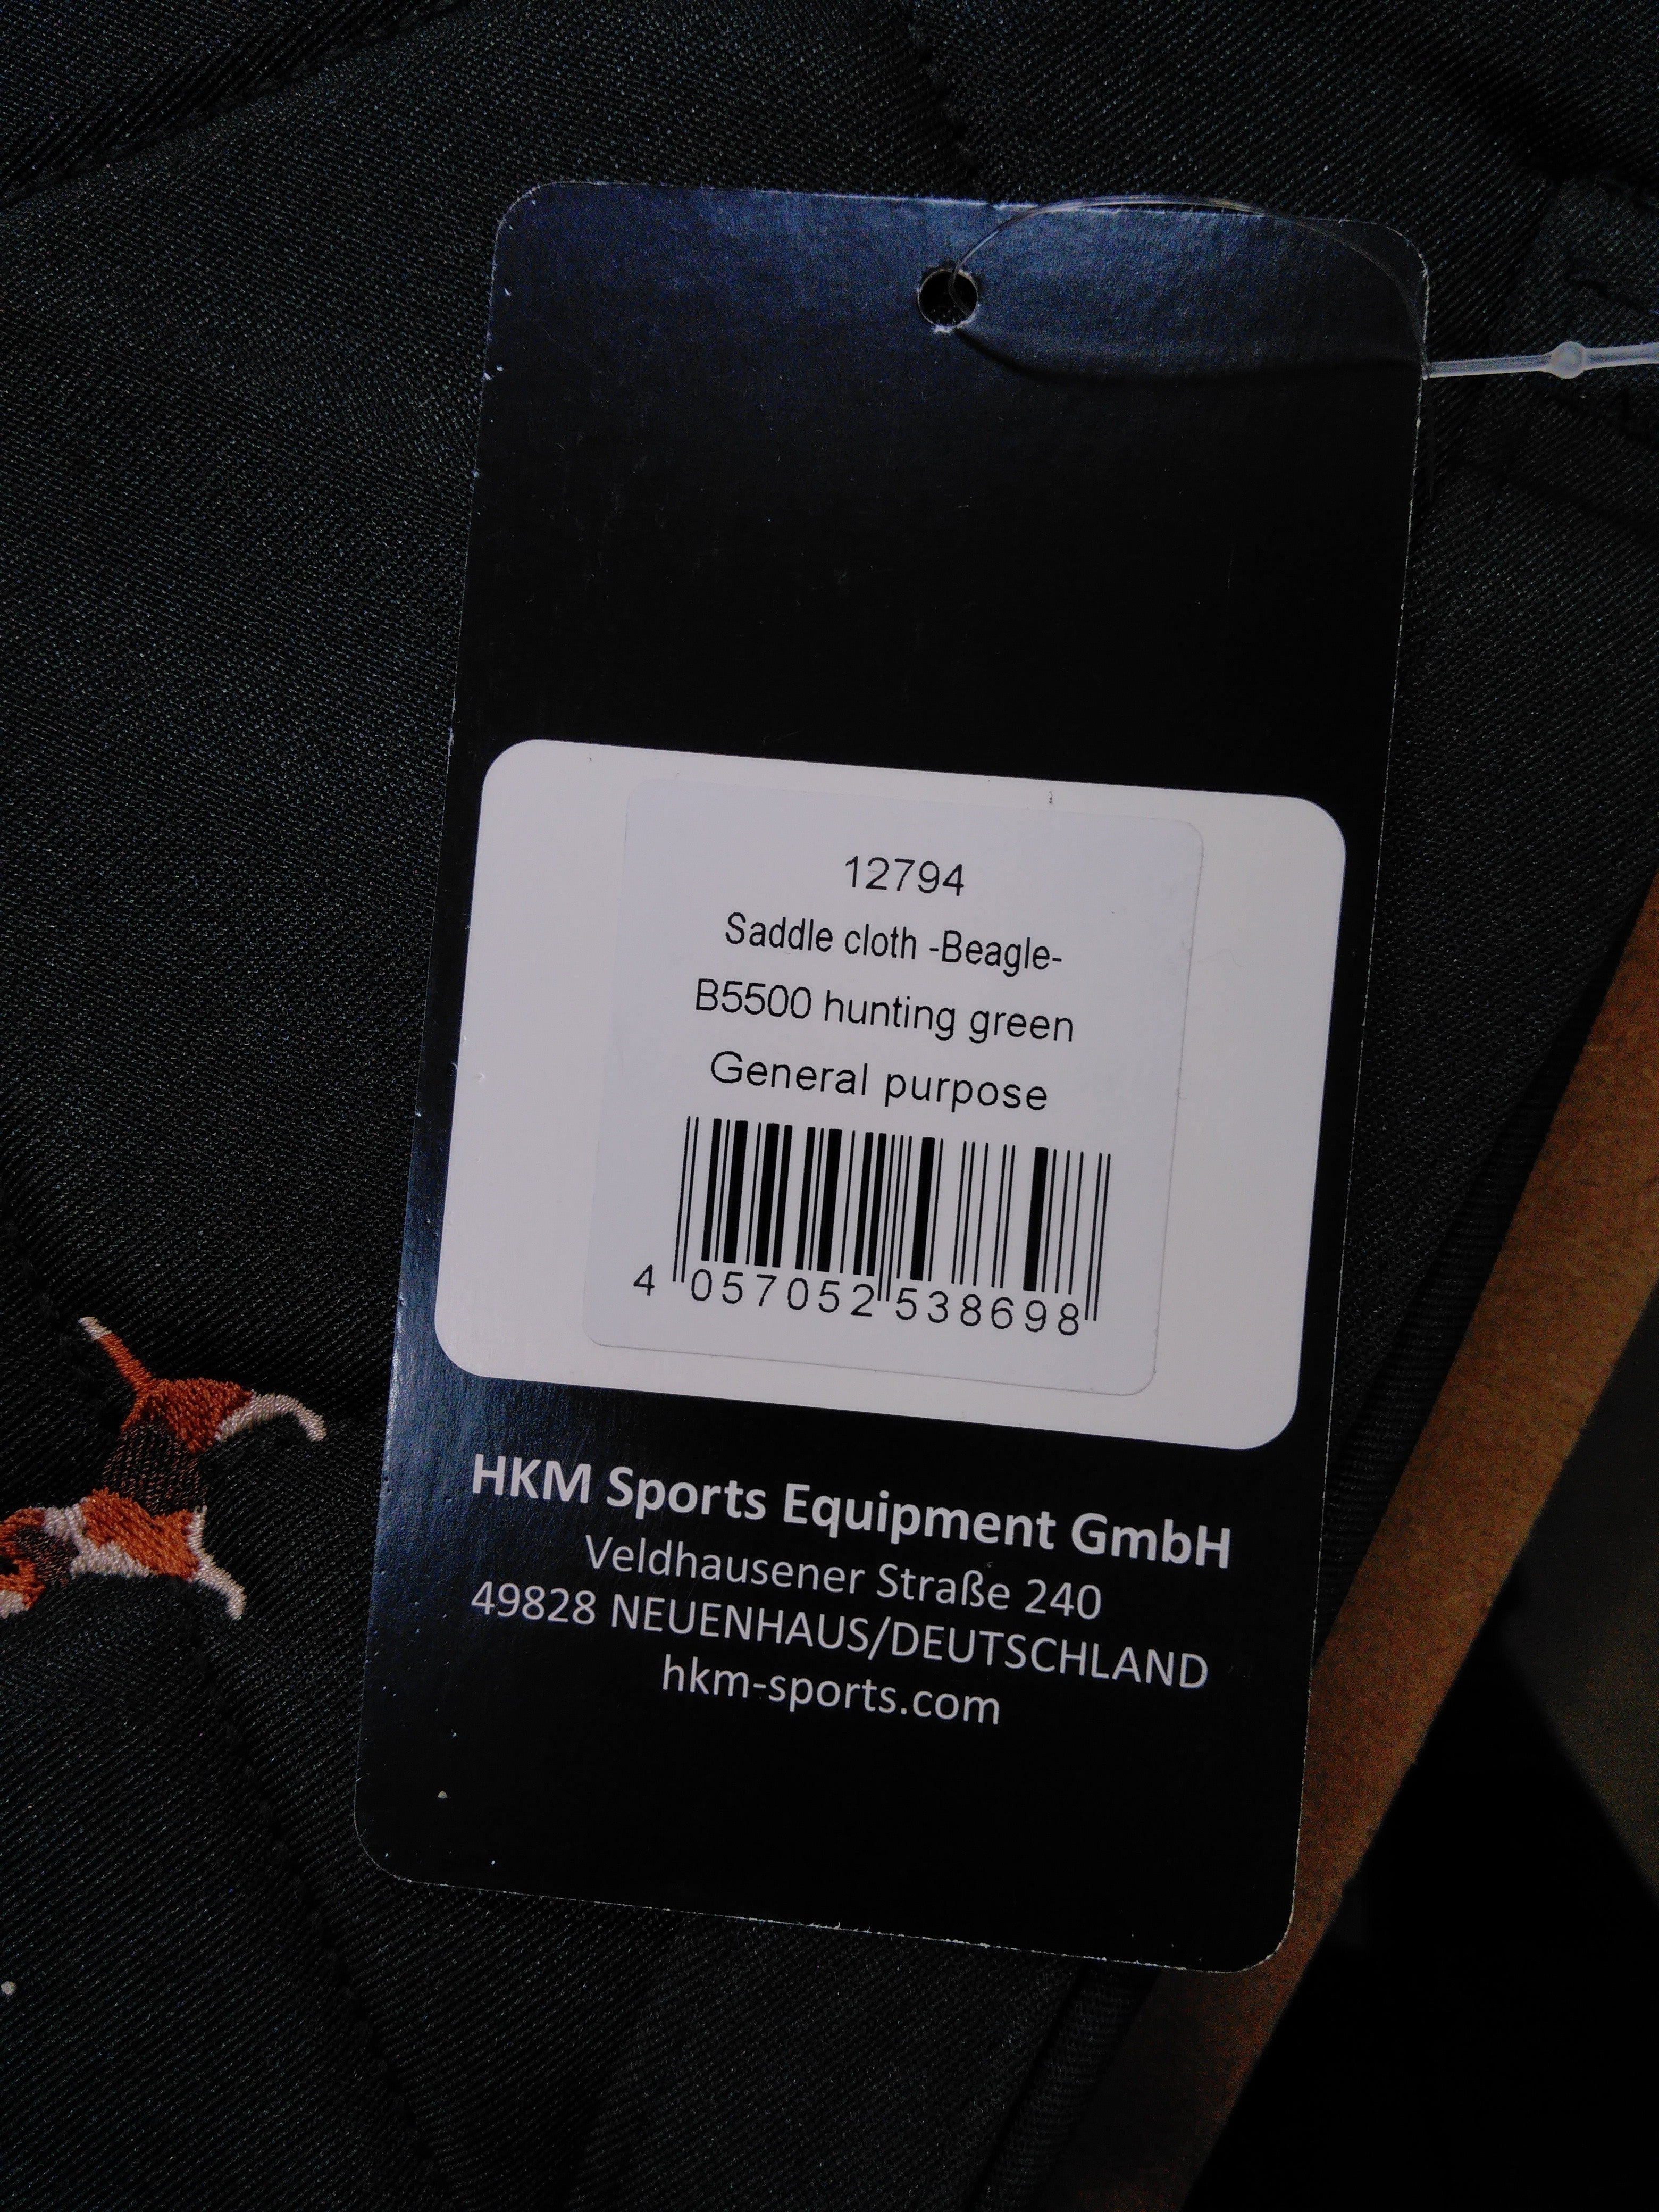 12794
Saddle cloth -Beagle-
B5500 hunting green
General purpose
4 057052 538698
HKM Sports Equipment GmbH
Veldhausener Straße 240
49828 NEUENHAUS/DEUTSCHLAND
hkm-sports.com